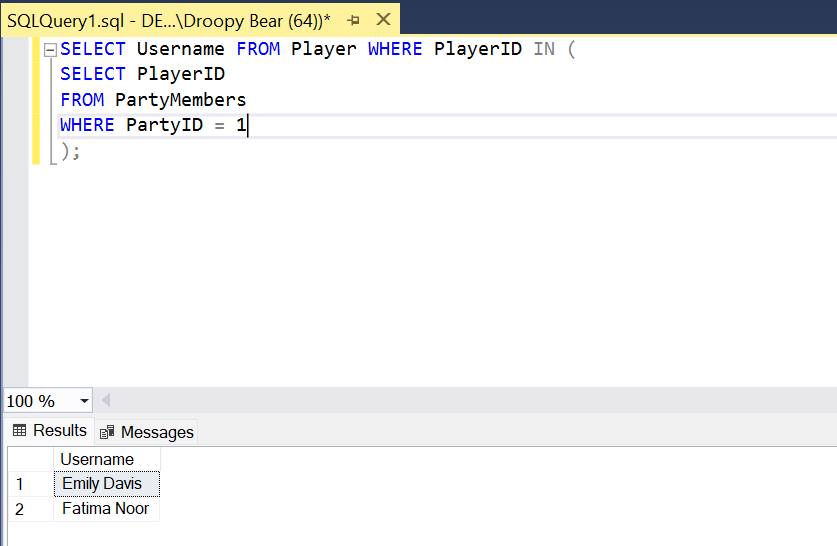 SQLQuery1.sql - DE...\Droopy Bear (64))*
SELECT Username FROM Player WHERE PlayerID IN (
SELECT PlayerID
FROM PartyMembers
WHERE PartyID = 1
);
100 %
Results Messages
Username
1 Emily Davis
2 Fatima Noor